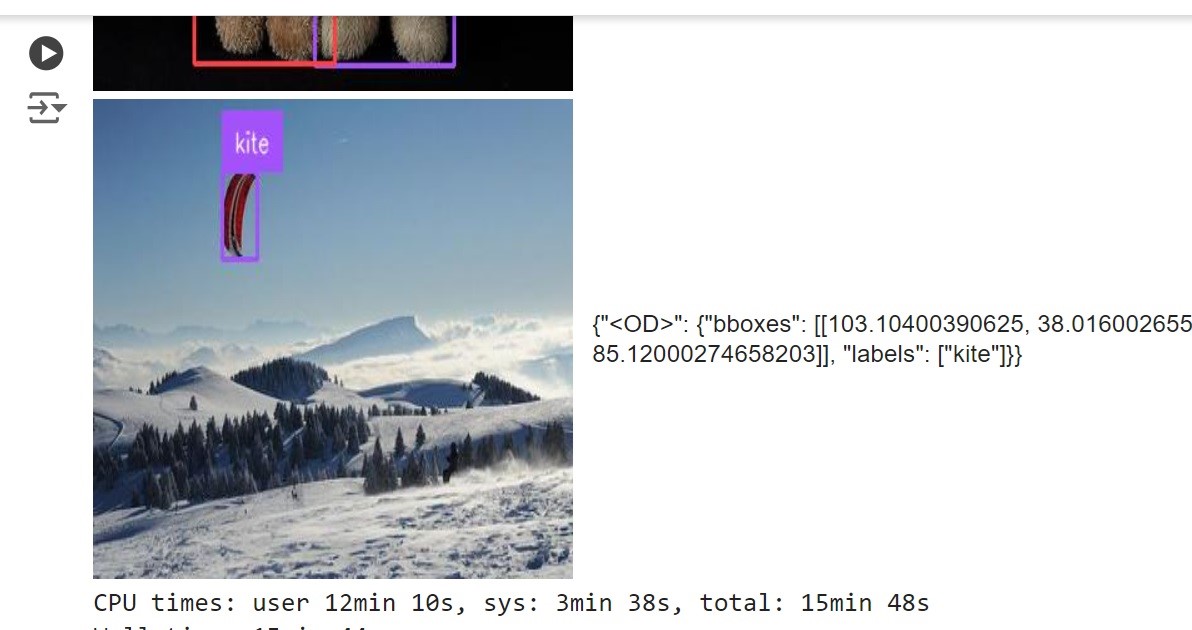 kite
{"<OD>": {"bboxes": [[103.10400390625, 38.016002655
85.12000274658203]], "labels": ["kite"]}}
CPU times: user 12min 10s, sys: 3min 38s, total: 15min 48s